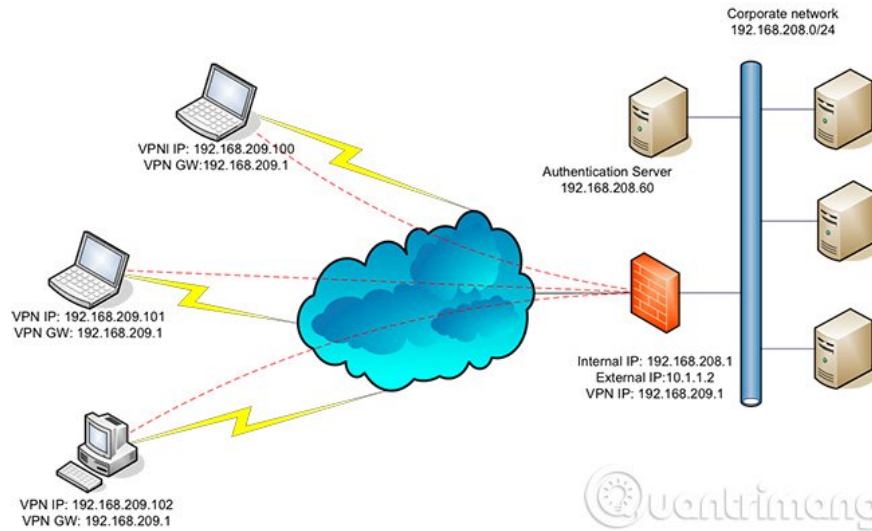 Corporate network
192.168.208.0/24
VPNI IP: 192.168.209.100
VPN GW:192.168.209.1
Authentication Server
192.168.208.60
VPN IP: 192.168.209.101
VPN GW: 192.168.209.1
Internal IP: 192.168.208.1
External IP:10.1.1.2
VPN IP: 192.168.209.1
VPN IP: 192.168.209.102
VPN GW: 192.168.209.1
Quantrimang